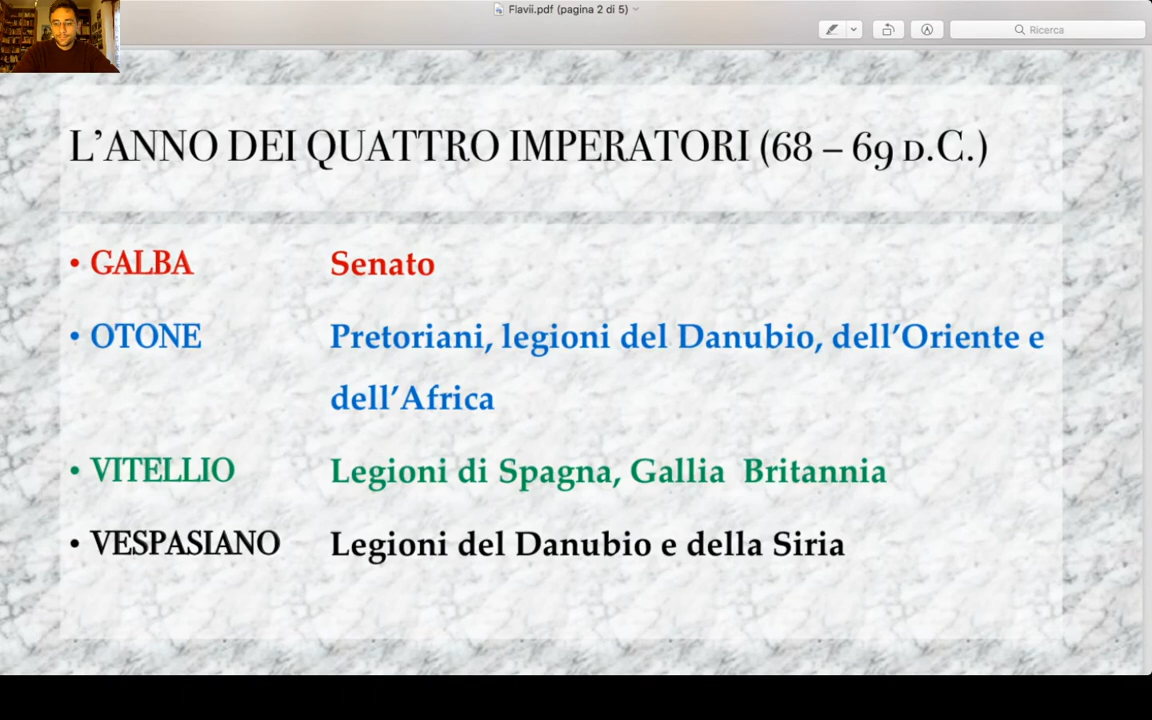 Flavii.pdf (pagina 2 di 5)
Ricerca
L’ANNO DEI QUATTRO IMPERATORI (68 – 69 D.C.)
• GALBA Senato
• OTONE Pretoriani, legioni del Danubio, dell’Oriente e
dell’Africa
• VITELLIO Legioni di Spagna, Gallia Britannia
• VESPASIANO Legioni del Danubio e della Siria